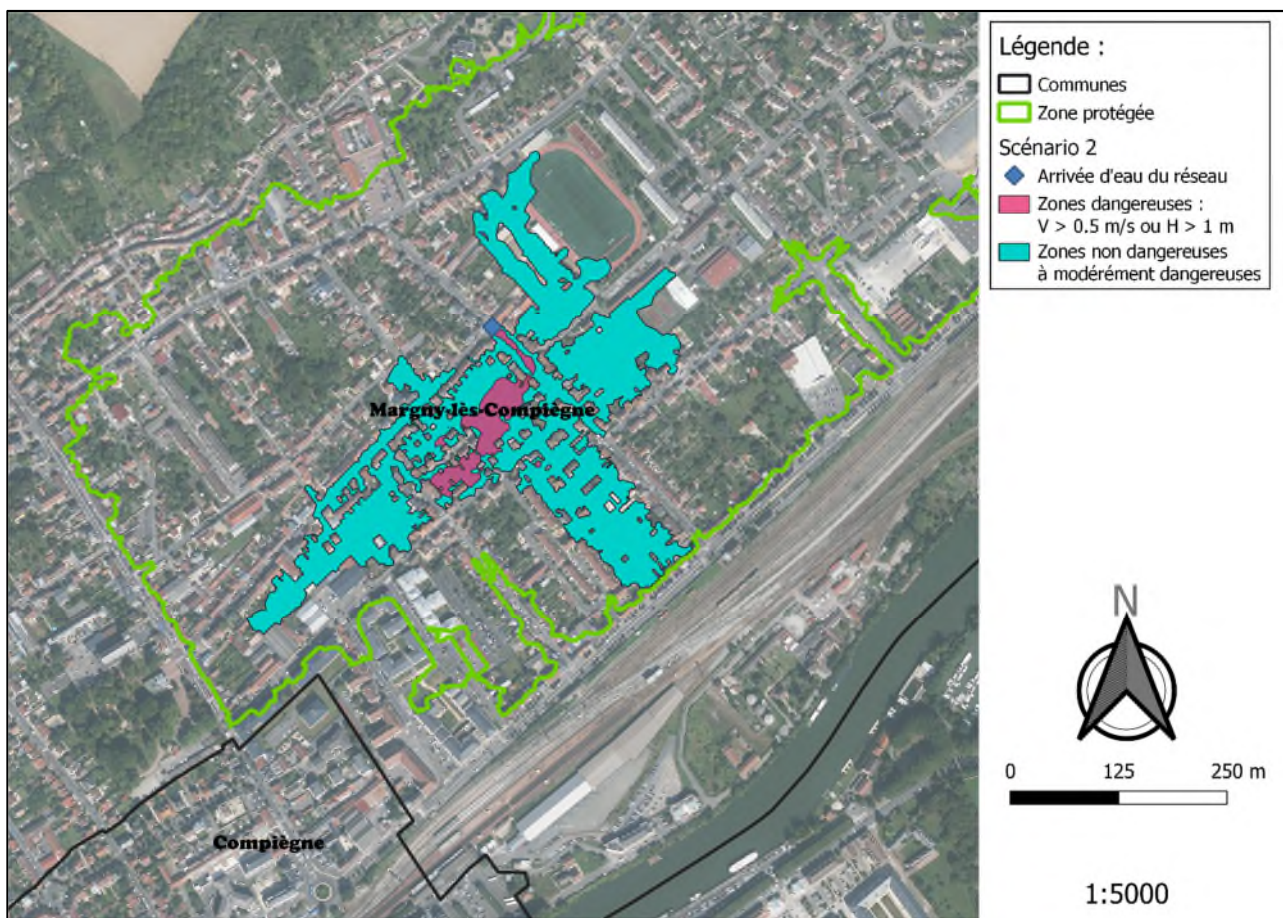 Légende :
Communes
Zone protégée
Scénario 2
Arrivée d'eau du réseau
Zones dangereuses :
V > 0.5 m/s ou H > 1 m
Zones non dangereuses
à modérément dangereuses
Margny-lès-Compiègne
Compiègne
N
0 125 250 m
1:5000